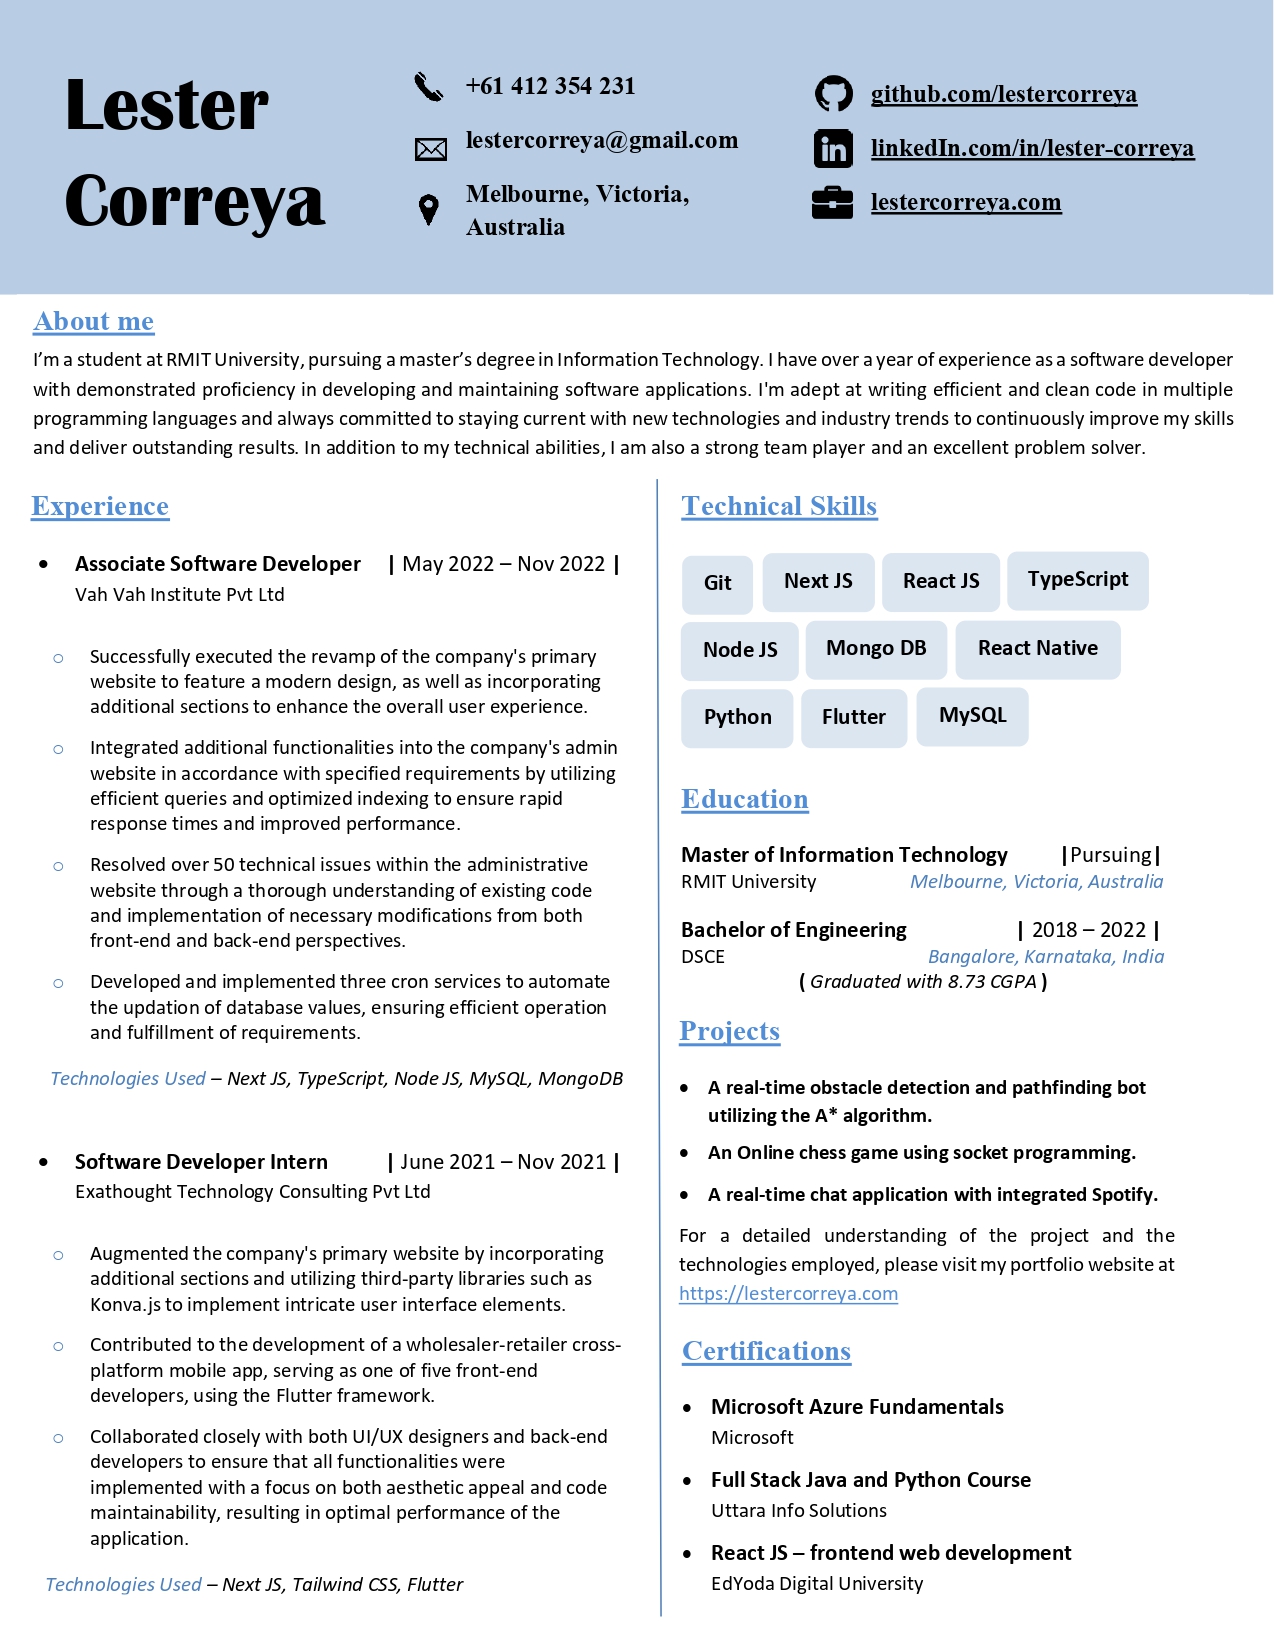 Lester
Correya
+61 412 354 231
lestercorreya@gmail.com
Melbourne, Victoria,
Australia
github.com/lestercorreya
linkedIn.com/in/lester-correya
lestercorreya.com
About me
I’m a student at RMIT University, pursuing a master’s degree in Information Technology. I have over a year of experience as a software developer
with demonstrated proficiency in developing and maintaining software applications. I'm adept at writing efficient and clean code in multiple
programming languages and always committed to staying current with new technologies and industry trends to continuously improve my skills
and deliver outstanding results. In addition to my technical abilities, I am also a strong team player and an excellent problem solver.
Experience
• Associate Software Developer | May 2022 – Nov 2022 |
Vah Vah Institute Pvt Ltd
○ Successfully executed the revamp of the company's primary
website to feature a modern design, as well as incorporating
additional sections to enhance the overall user experience.
○ Integrated additional functionalities into the company's admin
website in accordance with specified requirements by utilizing
efficient queries and optimized indexing to ensure rapid
response times and improved performance.
○ Resolved over 50 technical issues within the administrative
website through a thorough understanding of existing code
and implementation of necessary modifications from both
front-end and back-end perspectives.
○ Developed and implemented three cron services to automate
the updation of database values, ensuring efficient operation
and fulfillment of requirements.
Technologies Used – Next JS, TypeScript, Node JS, MySQL, MongoDB
• Software Developer Intern | June 2021 – Nov 2021 |
Exathought Technology Consulting Pvt Ltd
○ Augmented the company's primary website by incorporating
additional sections and utilizing third-party libraries such as
Konva.js to implement intricate user interface elements.
○ Contributed to the development of a wholesaler-retailer cross-
platform mobile app, serving as one of five front-end
developers, using the Flutter framework.
○ Collaborated closely with both UI/UX designers and back-end
developers to ensure that all functionalities were
implemented with a focus on both aesthetic appeal and code
maintainability, resulting in optimal performance of the
application.
Technologies Used – Next JS, Tailwind CSS, Flutter
Technical Skills
Git Next JS React JS TypeScript
Node JS Mongo DB React Native
Python Flutter MySQL
Education
Master of Information Technology |Pursuing|
RMIT University Melbourne, Victoria, Australia
Bachelor of Engineering | 2018 – 2022 |
DSCE Bangalore, Karnataka, India
( Graduated with 8.73 CGPA )
Projects
• A real-time obstacle detection and pathfinding bot
utilizing the A* algorithm.
• An Online chess game using socket programming.
• A real-time chat application with integrated Spotify.
For a detailed understanding of the project and the
technologies employed, please visit my portfolio website at
https://lestercorreya.com
Certifications
• Microsoft Azure Fundamentals
Microsoft
• Full Stack Java and Python Course
Uttara Info Solutions
• React JS – frontend web development
EdYoda Digital University